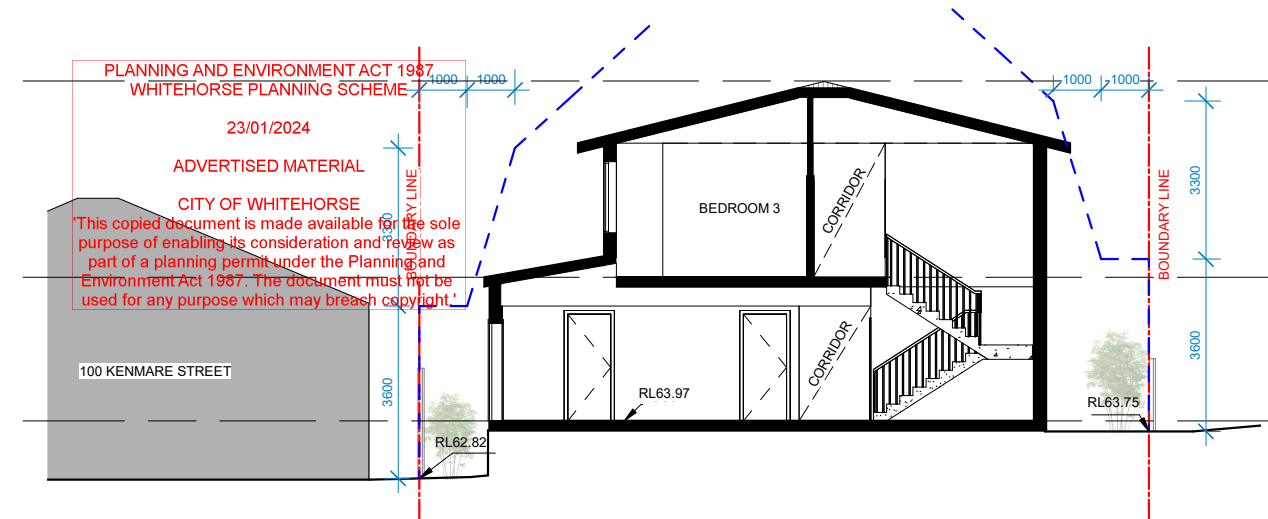 PLANNING AND ENVIRONMENT ACT 1987
WHITEHORSE PLANNING SCHEME
23/01/2024
ADVERTISED MATERIAL
CITY OF WHITEHORSE
'This copied document is made available for the sole
purpose of enabling its consideration and review as
part of a planning permit under the Planning and
Environment Act 1987. The document must not be
used for any purpose which may breach copyright.'
1000
1000
1000
1000
BOUNDARY LINE
BOUNDARY LINE
3300
3300
3600
3600
BEDROOM 3
CORRIDOR
CORRIDOR
100 KENMARE STREET
RL63.97
RL63.75
RL62.82